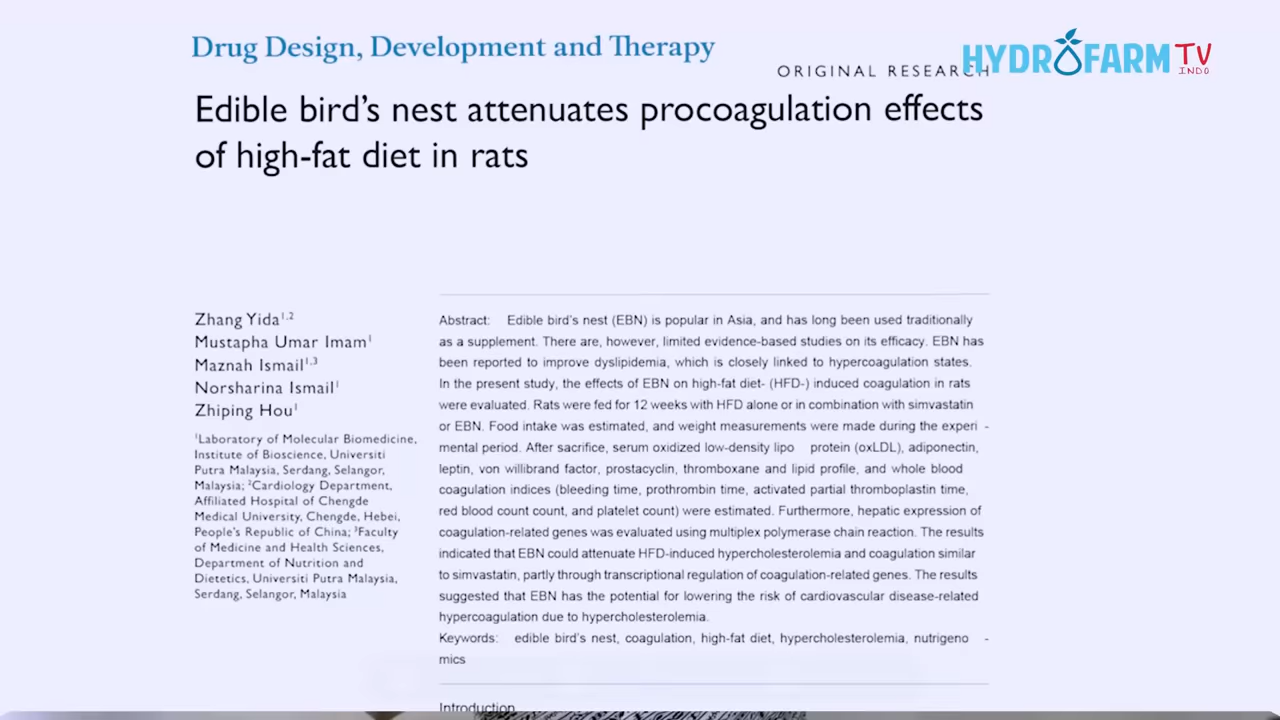 Drug Design, Development and Therapy
HYDROFARM TV
INDO
ORIGINAL RESEARCH
Edible bird's nest attenuates procoagulation effects
of high-fat diet in rats
Zhang Yida1,2
Mustapha Umar Imam1
Maznah Ismail1,3
Norsharina Ismail1
Zhiping Hou1
1Laboratory of Molecular Biomedicine,
Institute of Bioscience, Universiti
Putra Malaysia, Serdang, Selangor,
Malaysia; 2Cardiology Department,
Affiliated Hospital of Chengde
Medical University, Chengde, Hebei,
People's Republic of China; 3Faculty
of Medicine and Health Sciences,
Department of Nutrition and
Dietetics, Universiti Putra Malaysia,
Serdang, Selangor, Malaysia
Abstract: Edible bird's nest (EBN) is popular in Asia, and has long been used traditionally
as a supplement. There are, however, limited evidence-based studies on its efficacy. EBN has
been reported to improve dyslipidemia, which is closely linked to hypercoagulation states.
In the present study, the effects of EBN on high-fat diet- (HFD-) induced coagulation in rats
were evaluated. Rats were fed for 12 weeks with HFD alone or in combination with simvastatin
or EBN. Food intake was estimated, and weight measurements were made during the experi -
mental period. After sacrifice, serum oxidized low-density lipo protein (oxLDL), adiponectin,
leptin, von willibrand factor, prostacyclin, thromboxane and lipid profile, and whole blood
coagulation indices (bleeding time, prothrombin time, activated partial thromboplastin time,
red blood count count, and platelet count) were estimated. Furthermore, hepatic expression of
coagulation-related genes was evaluated using multiplex polymerase chain reaction. The results
indicated that EBN could attenuate HFD-induced hypercholesterolemia and coagulation similar
to simvastatin, partly through transcriptional regulation of coagulation-related genes. The results
suggested that EBN has the potential for lowering the risk of cardiovascular disease-related
hypercoagulation due to hypercholesterolemia.
Keywords: edible bird's nest, coagulation, high-fat diet, hypercholesterolemia, nutrigeno -
mics
Introduction